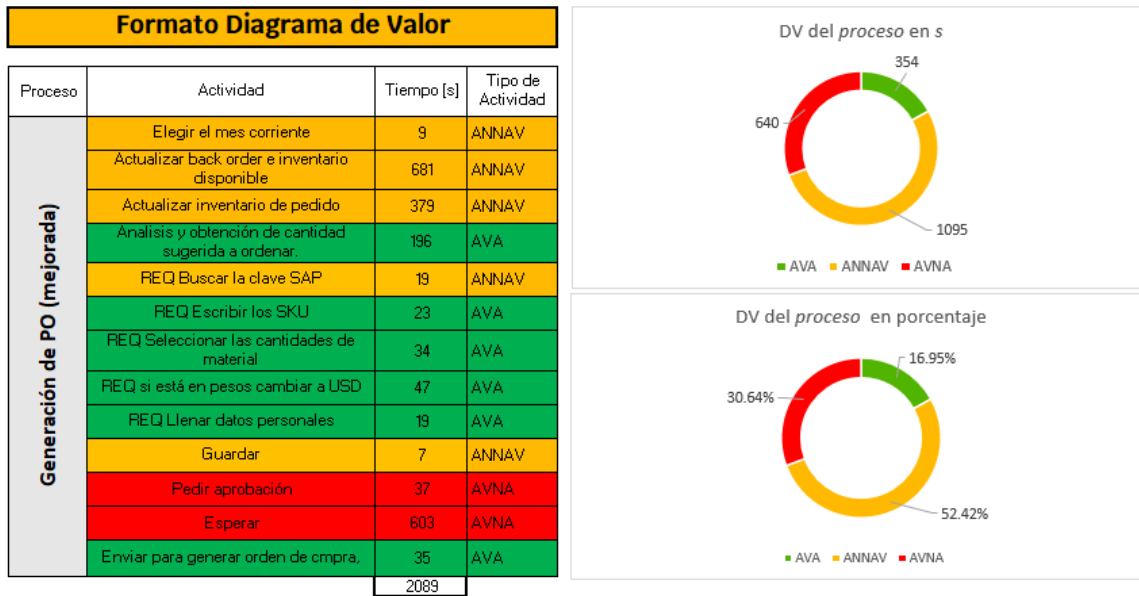 Formato Diagrama de Valor
Proceso Actividad Tiempo [s] Tipo de
Actividad
Generación de PO (mejorada)
Elegir el mes corriente 9 ANNAV
Actualizar back order e inventario
disponible 681 ANNAV
Actualizar inventario de pedido 379 ANNAV
Analisis y obtención de cantidad
sugerida a ordenar. 196 AVA
REQ Buscar la clave SAP 19 ANNAV
REQ Escribir los SKU 23 AVA
REQ Seleccionar las cantidades de
material 34 AVA
REQ si está en pesos cambiar a USD 47 AVA
REQ Llenar datos personales 19 AVA
Guardar 7 ANNAV
Pedir aprobación 37 AVNA
Esperar 603 AVNA
Enviar para generar orden de cmpra, 35 AVA
2089
DV del proceso en s
354
640
1095
AVA ANNAV AVNA
DV del proceso en porcentaje
16.95%
30.64%
52.42%
AVA ANNAV AVNA